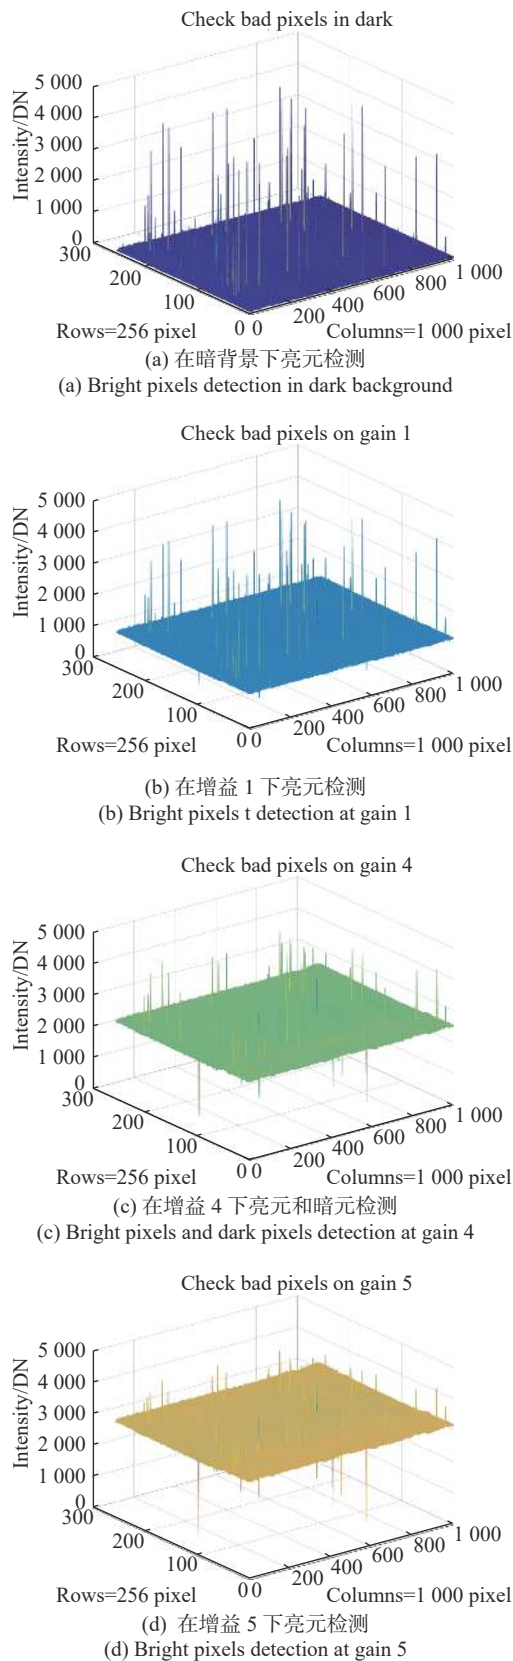 Check bad pixels in dark
5 000
4 000
3 000
2 000
1 000
0
Intensity/DN
300
200
100
0
0
200
400
600
800
1 000
Rows=256 pixel
Columns=1 000 pixel
(a) 在暗背景下亮元检测
(a) Bright pixels detection in dark background
Check bad pixels on gain 1
5 000
4 000
3 000
2 000
1 000
0
Intensity/DN
300
200
100
0
0
200
400
600
800
1 000
Rows=256 pixel
Columns=1 000 pixel
(b) 在增益 1 下亮元检测
(b) Bright pixels t detection at gain 1
Check bad pixels on gain 4
5 000
4 000
3 000
2 000
1 000
0
Intensity/DN
300
200
100
0
0
200
400
600
800
1 000
Rows=256 pixel
Columns=1 000 pixel
(c) 在增益 4 下亮元和暗元检测
(c) Bright pixels and dark pixels detection at gain 4
Check bad pixels on gain 5
5 000
4 000
3 000
2 000
1 000
0
Intensity/DN
300
200
100
0
0
200
400
600
800
1 000
Rows=256 pixel
Columns=1 000 pixel
(d) 在增益 5 下亮元检测
(d) Bright pixels detection at gain 5